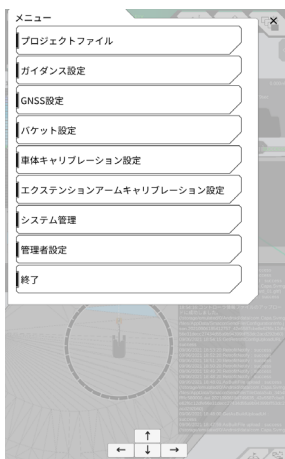 メニュー
×
プロジェクトファイル
ガイダンス設定
GNSS設定
バケット設定
車体キャリブレーション設定
エクステンションアームキャリブレーション設定
システム管理
管理者設定
終了
↑
← ↓ →